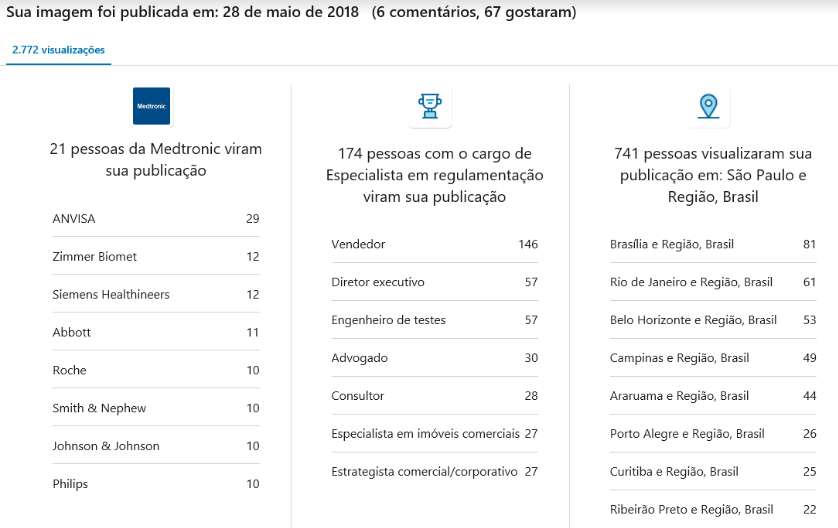 Sua imagem foi publicada em: 28 de maio de 2018 (6 comentários, 67 gostaram)
2.772 visualizações
Medtronic
21 pessoas da Medtronic viram
sua publicação
ANVISA 29
Zimmer Biomet 12
Siemens Healthineers 12
Abbott 11
Roche 10
Smith & Nephew 10
Johnson & Johnson 10
Philips 10
174 pessoas com o cargo de
Especialista em regulamentação
viram sua publicação
Vendedor 146
Diretor executivo 57
Engenheiro de testes 57
Advogado 30
Consultor 28
Especialista em imóveis comerciais 27
Estrategista comercial/corporativo 27
741 pessoas visualizaram sua
publicação em: São Paulo e
Região, Brasil
Brasília e Região, Brasil 81
Rio de Janeiro e Região, Brasil 61
Belo Horizonte e Região, Brasil 53
Campinas e Região, Brasil 49
Araruama e Região, Brasil 44
Porto Alegre e Região, Brasil 26
Curitiba e Região, Brasil 25
Ribeirão Preto e Região, Brasil 22